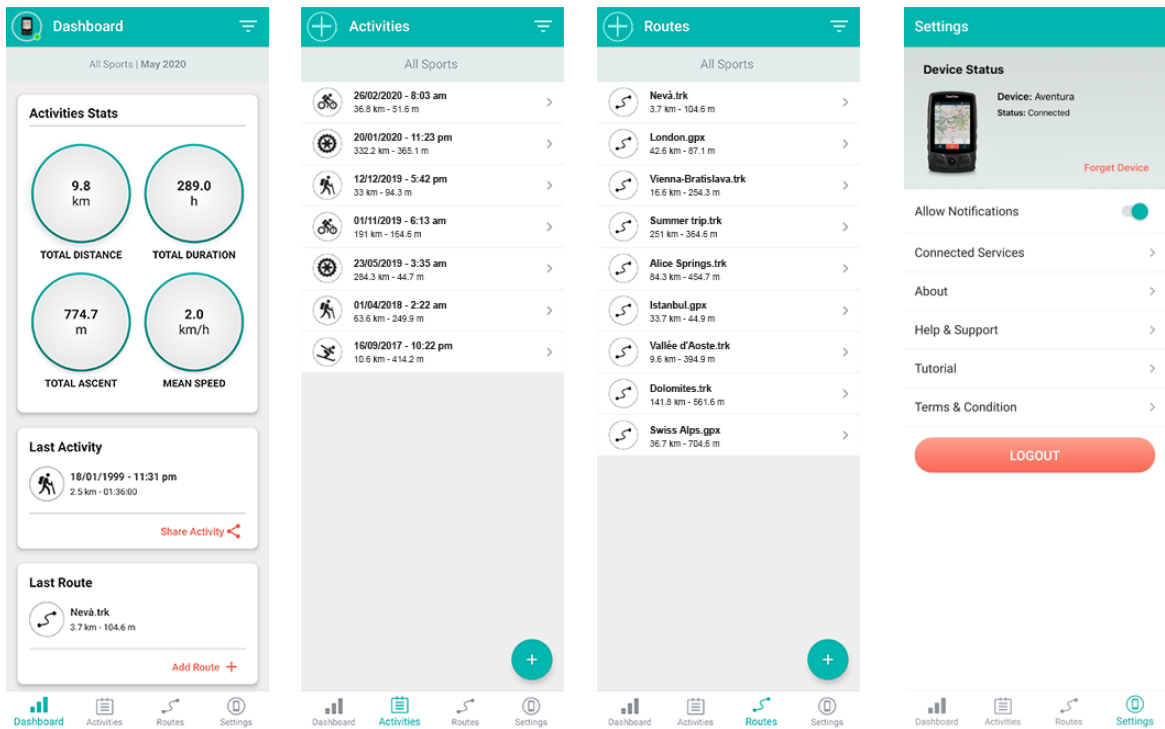 Dashboard
All Sports | May 2020
Activities Stats
9.8
km
TOTAL DISTANCE
289.0
h
TOTAL DURATION
774.7
m
TOTAL ASCENT
2.0
km/h
MEAN SPEED
Last Activity
18/01/1999 - 11:31 pm
2.5 km - 01:36:00
Share Activity
Last Route
Nevà.trk
3.7 km - 104.6 m
Add Route +
Dashboard Activities Routes Settings
Activities
All Sports
26/02/2020 - 8:03 am
36.8 km - 51.6 m
20/01/2020 - 11:23 pm
332.2 km - 365.1 m
12/12/2019 - 5:42 pm
33 km - 94.3 m
01/11/2019 - 6:13 am
191 km - 164.6 m
23/05/2019 - 3:35 am
284.3 km - 44.7 m
01/04/2018 - 2:22 am
63.6 km - 249.9 m
16/09/2017 - 10:22 pm
10.6 km - 414.2 m
Dashboard Activities Routes Settings
Routes
All Sports
Nevà.trk
3.7 km - 104.6 m
London.gpx
42.6 km - 87.1 m
Vienna-Bratislava.trk
16.6 km - 254.3 m
Summer trip.trk
251 km - 364.6 m
Alice Springs.trk
84.3 km - 454.7 m
Istanbul.gpx
33.7 km - 44.9 m
Vallée d'Aoste.trk
9.6 km - 394.9 m
Dolomites.trk
141.8 km - 561.6 m
Swiss Alps.gpx
36.7 km - 704.6 m
Dashboard Activities Routes Settings
Settings
Device Status
Device: Aventura
Status: Connected
Forget Device
Allow Notifications
Connected Services
About
Help & Support
Tutorial
Terms & Condition
LOGOUT
Dashboard Activities Routes Settings